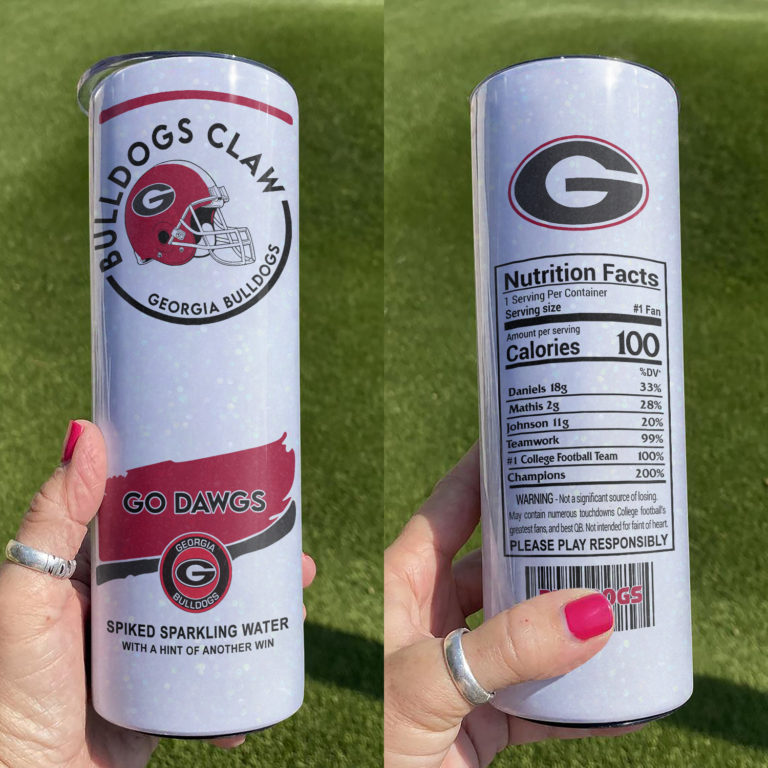 BULLDOGS CLAW
G
GEORGIA BULLDOGS
GO DAWGS
GEORGIA
G
BULLDOGS
SPIKED SPARKLING WATER
WITH A HINT OF ANOTHER WIN
G
Nutrition Facts
1 Serving Per Container
Serving size #1 Fan
Amount per serving
Calories 100
%DV*
Daniels 18g 33%
Mathis 2g 28%
Johnson 11g 20%
Teamwork 99%
#1 College Football Team 100%
Champions 200%
WARNING - Not a significant source of losing.
May contain numerous touchdowns College football's
greatest fans, and best QB. Not intended for faint of heart.
PLEASE PLAY RESPONSIBLY